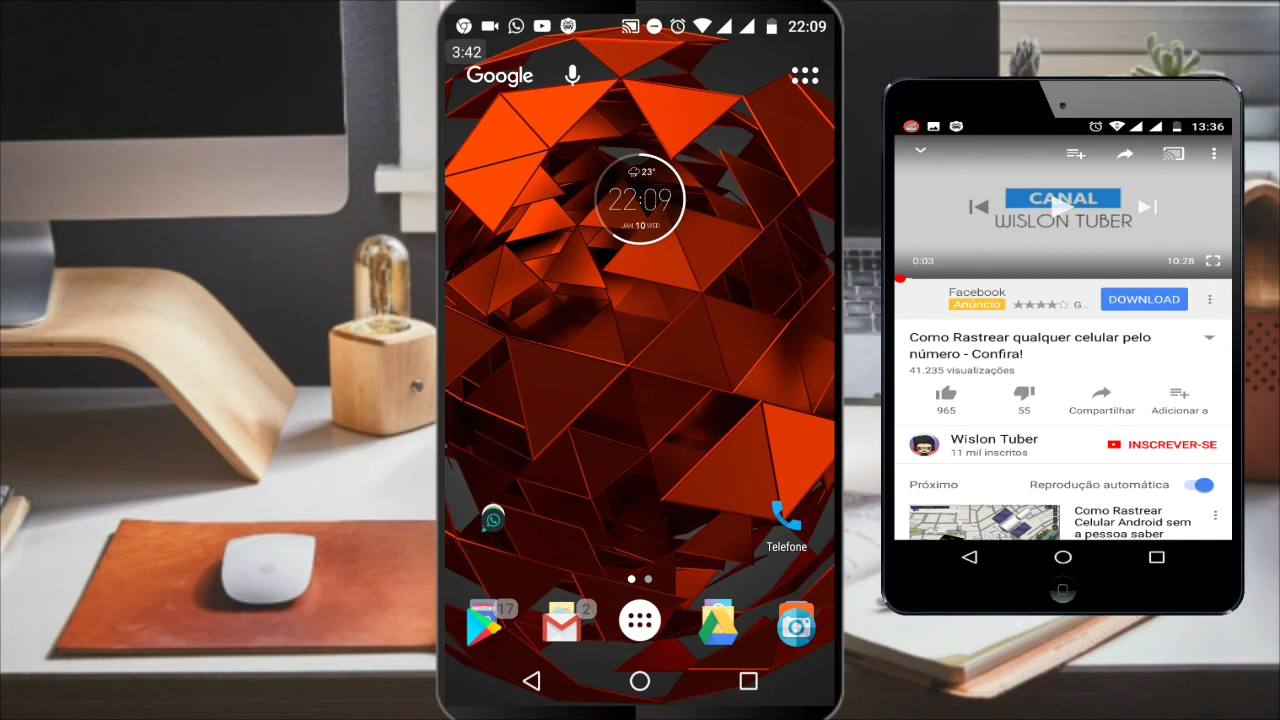 22:09
3:42
Google
23°
22:09
JAN 10 WED
Telefone
17
2
13:36
CANAL
WISLON TUBER
0:03
10:28
Facebook
Anúncio
G...
DOWNLOAD
Como Rastrear qualquer celular pelo
número - Confira!
41.235 visualizações
965
55
Compartilhar
Adicionar a
Wislon Tuber
11 mil inscritos
INSCREVER-SE
Próximo
Reprodução automática
Como Rastrear
Celular Android sem
a pessoa saber